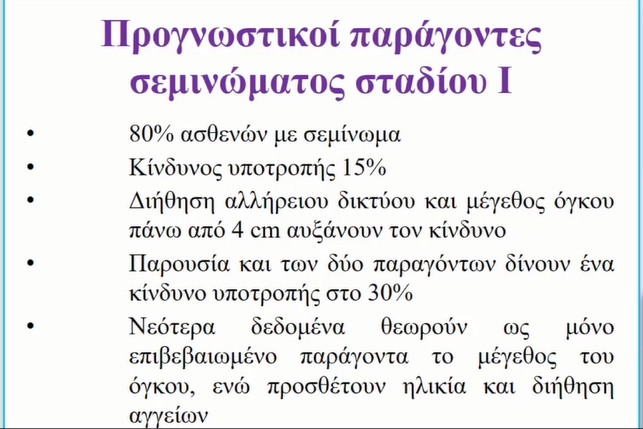 Προγνωστικοί παράγοντες
σεμινώματος σταδίου Ι
• 80% ασθενών με σεμίνωμα
• Κίνδυνος υποτροπής 15%
• Διήθηση αλλήρειου δικτύου και μέγεθος όγκου
πάνω από 4 cm αυξάνουν τον κίνδυνο
• Παρουσία και των δύο παραγόντων δίνουν ένα
κίνδυνο υποτροπής στο 30%
• Νεότερα δεδομένα θεωρούν ως μόνο
επιβεβαιωμένο παράγοντα το μέγεθος του
όγκου, ενώ προσθέτουν ηλικία και διήθηση
αγγείων